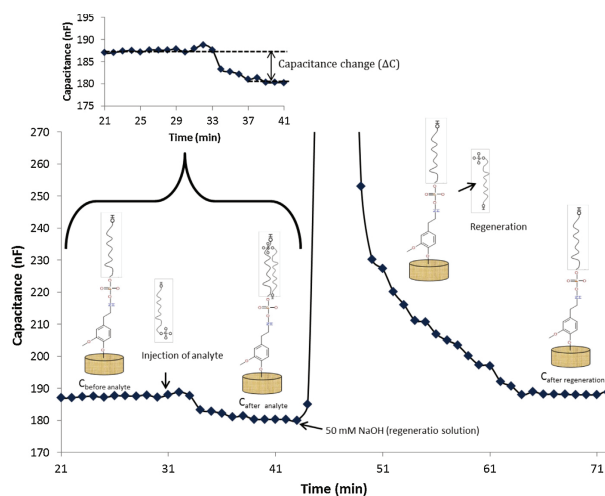 195
190
185
180
175
Capacitance (nF)
Capacitance change (ΔC)
21
25
29
33
37
41
Time (min)
270
260
250
240
230
220
210
200
190
180
170
Capacitance (nF)
Regeneration
Injection of analyte
C before analyte
C after analyte
C after regeneration
50 mM NaOH (regeneratio solution)
21
31
41
51
61
71
Time (min)